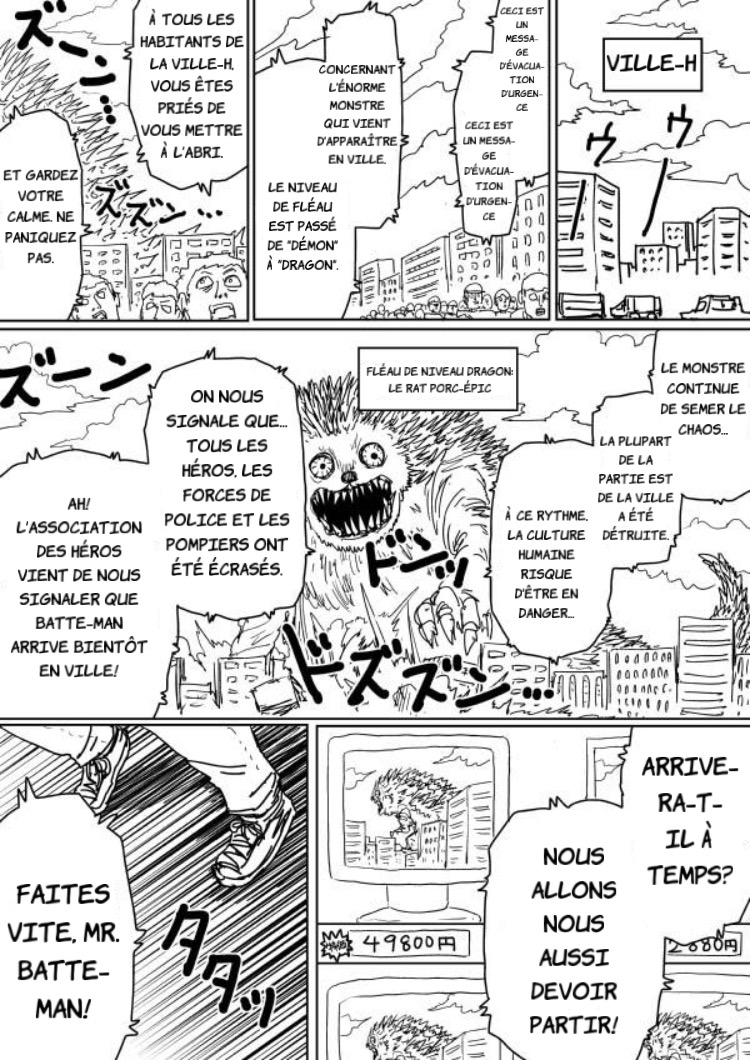 VILLE-H
ウ
ウ
CECI EST
UN
MESSA-
GE
D'ÉVACUA-
TION
D'URGEN-
CE
CECI EST
UN MESSA-
GE
D'ÉVACUA-
TION
D'URGEN-
CE
CONCERNANT
L'ÉNORME
MONSTRE
QUI VIENT
D'APPARAÎTRE
EN VILLE.
LE NIVEAU
DE FLÉAU
EST PASSÉ
DE "DÉMON"
À "DRAGON".
À TOUS LES
HABITANTS DE
LA VILLE-H,
VOUS ÊTES
PRIÉS DE
VOUS METTRE
À L'ABRI.
ズーン…
ET GARDEZ
VOTRE
CALME. NE
PANIQUEZ
PAS.
ズズン…
LE MONSTRE
CONTINUE
DE SEMER LE
CHAOS...
LA PLUPART
DE LA
PARTIE EST
DE LA VILLE
A ÉTÉ
DÉTRUITE.
À CE RYTHME,
LA CULTURE
HUMAINE
RISQUE
D'ÊTRE EN
DANGER...
FLÉAU DE NIVEAU DRAGON:
LE RAT PORC-ÉPIC
ドンッ
ドズズン…
ON NOUS
SIGNALE QUE...
TOUS LES
HÉROS, LES
FORCES DE
POLICE ET LES
POMPIERS ONT
ÉTÉ ÉCRASÉS.
ズーン
AH!
L'ASSOCIATION
DES HÉROS
VIENT DE NOUS
SIGNALER QUE
BATTE-MAN
ARRIVE BIENTÔT
EN VILLE!
ARRIVE-
RA-T-
IL À
TEMPS?
NOUS
ALLONS
NOUS
AUSSI
DEVOIR
PARTIR!
49800円
2680円
FAITES
VITE, MR.
BATTE-
MAN!
タタッ